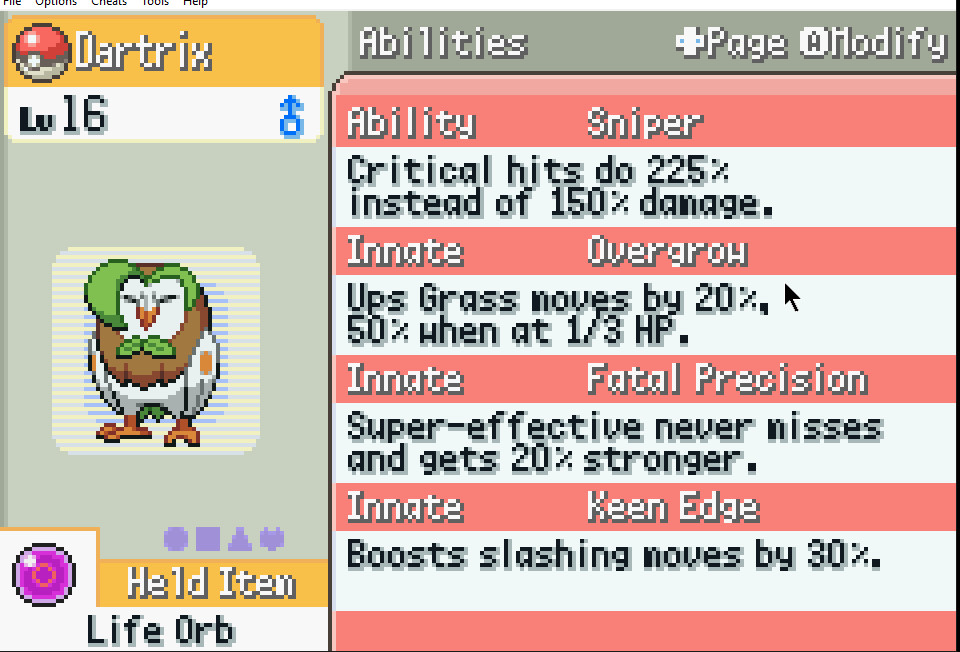 File Options Cheats Tools Help
Dartrix
Abilities
Page A Modify
Lv16
Ability Sniper
Critical hits do 225%
instead of 150% damage.
Innate Overgrow
Ups Grass moves by 20%,
50% when at 1/3 HP.
Innate Fatal Precision
Super-effective never misses
and gets 20% stronger.
Innate Keen Edge
Boosts slashing moves by 30%.
Held Item
Life Orb